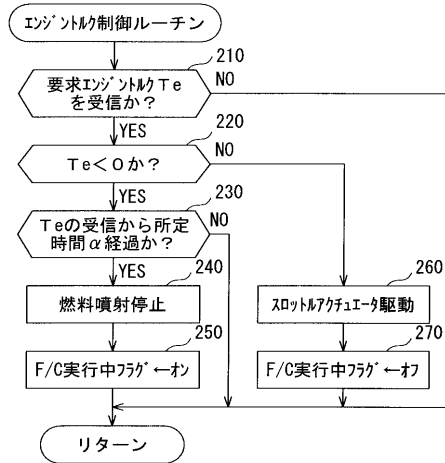 エンジントルク制御ルーチン
210
要求エンジントルクTe
を受信か？
NO
YES
220
Te＜0か？
NO
YES
230
Teの受信から所定
時間α経過か？
NO
YES
240
燃料噴射停止
260
スロットルアクチュエータ駆動
250
F/C実行中フラグ←オン
270
F/C実行中フラグ←オフ
リターン